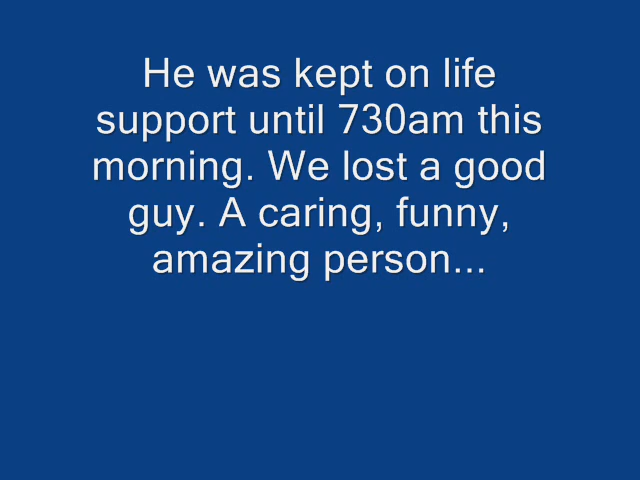 He was kept on life
support until 730am this
morning. We lost a good
guy. A caring, funny,
amazing person...